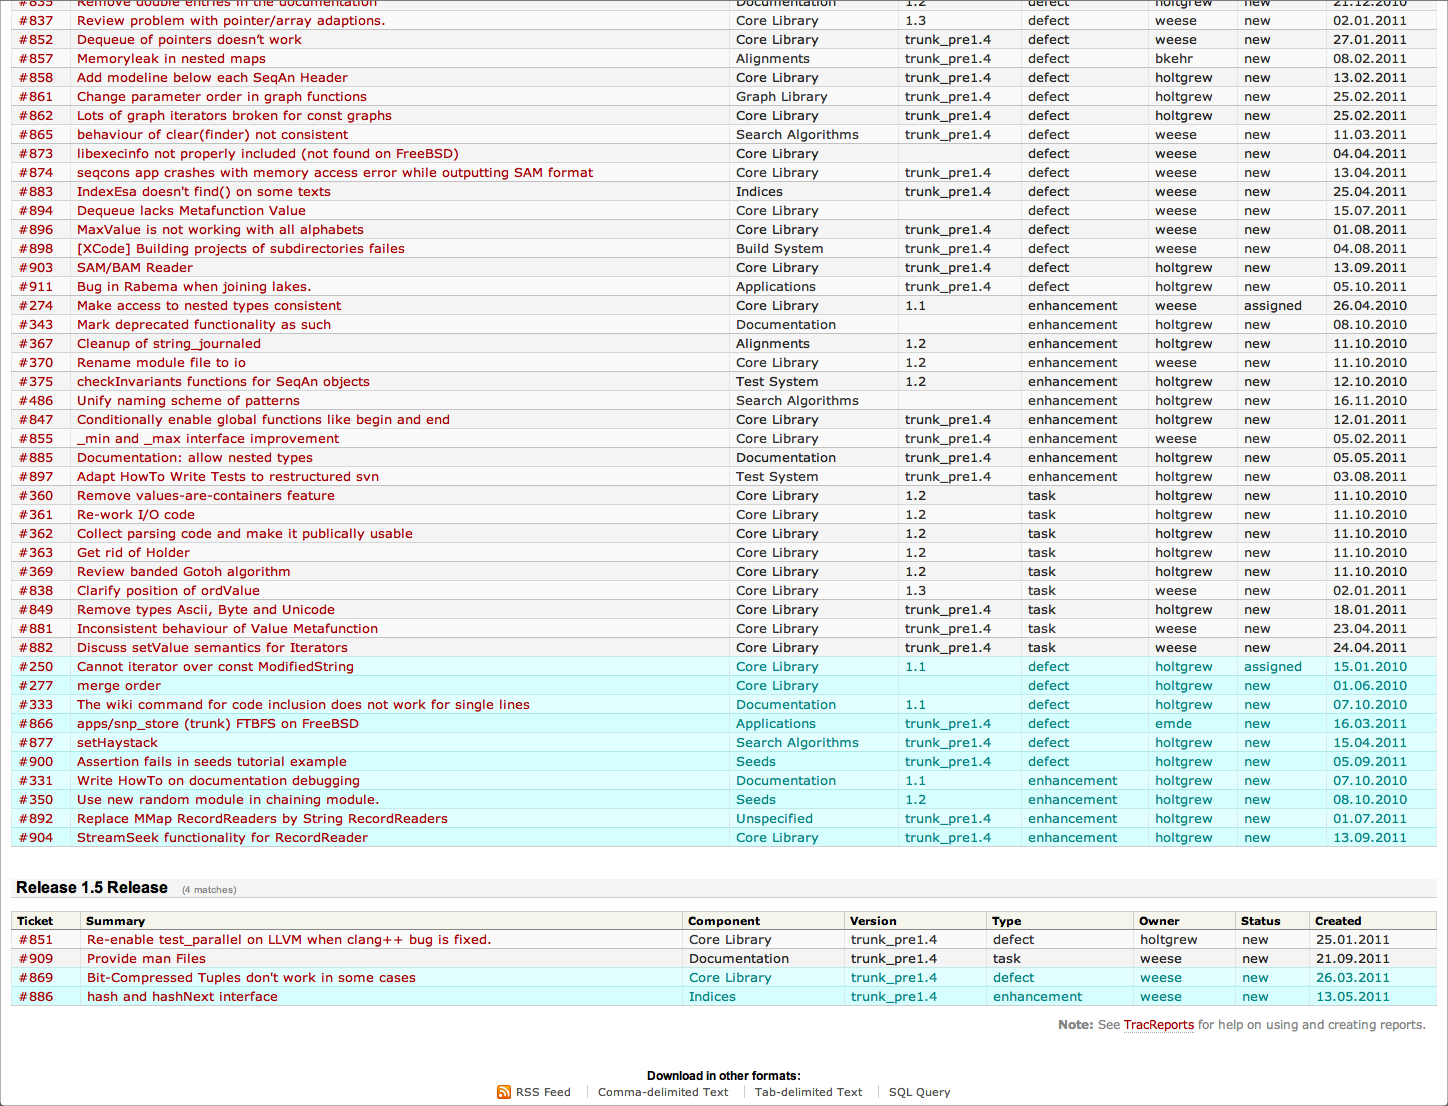 #835 Remove double entries in the documentation Documentation 1.2 defect holtgrew new 21.12.2010
#837 Review problem with pointer/array adaptions. Core Library 1.3 defect weese new 02.01.2011
#852 Dequeue of pointers doesn’t work Core Library trunk_pre1.4 defect weese new 27.01.2011
#857 Memoryleak in nested maps Alignments trunk_pre1.4 defect bkehr new 08.02.2011
#858 Add modeline below each SeqAn Header Core Library trunk_pre1.4 defect holtgrew new 13.02.2011
#861 Change parameter order in graph functions Graph Library trunk_pre1.4 defect holtgrew new 25.02.2011
#862 Lots of graph iterators broken for const graphs Core Library trunk_pre1.4 defect holtgrew new 25.02.2011
#865 behaviour of clear(finder) not consistent Search Algorithms trunk_pre1.4 defect weese new 11.03.2011
#873 libexecinfo not properly included (not found on FreeBSD) Core Library defect weese new 04.04.2011
#874 seqcons app crashes with memory access error while outputting SAM format Core Library trunk_pre1.4 defect weese new 13.04.2011
#883 IndexEsa doesn't find() on some texts Indices trunk_pre1.4 defect weese new 25.04.2011
#894 Dequeue lacks Metafunction Value Core Library defect weese new 15.07.2011
#896 MaxValue is not working with all alphabets Core Library trunk_pre1.4 defect weese new 01.08.2011
#898 [XCode] Building projects of subdirectories failes Build System trunk_pre1.4 defect weese new 04.08.2011
#903 SAM/BAM Reader Core Library trunk_pre1.4 defect holtgrew new 13.09.2011
#911 Bug in Rabema when joining lakes. Applications trunk_pre1.4 defect holtgrew new 05.10.2011
#274 Make access to nested types consistent Core Library 1.1 enhancement weese assigned 26.04.2010
#343 Mark deprecated functionality as such Documentation enhancement holtgrew new 08.10.2010
#367 Cleanup of string_journaled Alignments 1.2 enhancement holtgrew new 11.10.2010
#370 Rename module file to io Core Library 1.2 enhancement weese new 11.10.2010
#375 checkInvariants functions for SeqAn objects Test System 1.2 enhancement holtgrew new 12.10.2010
#486 Unify naming scheme of patterns Search Algorithms enhancement holtgrew new 16.11.2010
#847 Conditionally enable global functions like begin and end Core Library trunk_pre1.4 enhancement holtgrew new 12.01.2011
#855 _min and _max interface improvement Core Library trunk_pre1.4 enhancement weese new 05.02.2011
#885 Documentation: allow nested types Documentation trunk_pre1.4 enhancement holtgrew new 05.05.2011
#897 Adapt HowTo Write Tests to restructured svn Test System trunk_pre1.4 enhancement holtgrew new 03.08.2011
#360 Remove values-are-containers feature Core Library 1.2 task holtgrew new 11.10.2010
#361 Re-work I/O code Core Library 1.2 task holtgrew new 11.10.2010
#362 Collect parsing code and make it publically usable Core Library 1.2 task holtgrew new 11.10.2010
#363 Get rid of Holder Core Library 1.2 task holtgrew new 11.10.2010
#369 Review banded Gotoh algorithm Core Library 1.2 task holtgrew new 11.10.2010
#838 Clarify position of ordValue Core Library 1.3 task weese new 02.01.2011
#849 Remove types Ascii, Byte and Unicode Core Library trunk_pre1.4 task holtgrew new 18.01.2011
#881 Inconsistent behaviour of Value Metafunction Core Library trunk_pre1.4 task weese new 23.04.2011
#882 Discuss setValue semantics for Iterators Core Library trunk_pre1.4 task weese new 24.04.2011
#250 Cannot iterator over const ModifiedString Core Library 1.1 defect holtgrew assigned 15.01.2010
#277 merge order Core Library defect holtgrew new 01.06.2010
#333 The wiki command for code inclusion does not work for single lines Documentation 1.1 defect holtgrew new 07.10.2010
#866 apps/snp_store (trunk) FTBFS on FreeBSD Applications trunk_pre1.4 defect emde new 16.03.2011
#877 setHaystack Search Algorithms trunk_pre1.4 defect holtgrew new 15.04.2011
#900 Assertion fails in seeds tutorial example Seeds trunk_pre1.4 defect holtgrew new 05.09.2011
#331 Write HowTo on documentation debugging Documentation 1.1 enhancement holtgrew new 07.10.2010
#350 Use new random module in chaining module. Seeds 1.2 enhancement holtgrew new 08.10.2010
#892 Replace MMap RecordReaders by String RecordReaders Unspecified trunk_pre1.4 enhancement holtgrew new 01.07.2011
#904 StreamSeek functionality for RecordReader Core Library trunk_pre1.4 enhancement holtgrew new 13.09.2011
Release 1.5 Release (4 matches)
Ticket Summary Component Version Type Owner Status Created
#851 Re-enable test_parallel on LLVM when clang++ bug is fixed. Core Library trunk_pre1.4 defect holtgrew new 25.01.2011
#909 Provide man Files Documentation trunk_pre1.4 task weese new 21.09.2011
#869 Bit-Compressed Tuples don't work in some cases Core Library trunk_pre1.4 defect weese new 26.03.2011
#886 hash and hashNext interface Indices trunk_pre1.4 enhancement weese new 13.05.2011
Note: See TracReports for help on using and creating reports.
Download in other formats:
RSS Feed Comma-delimited Text Tab-delimited Text SQL Query